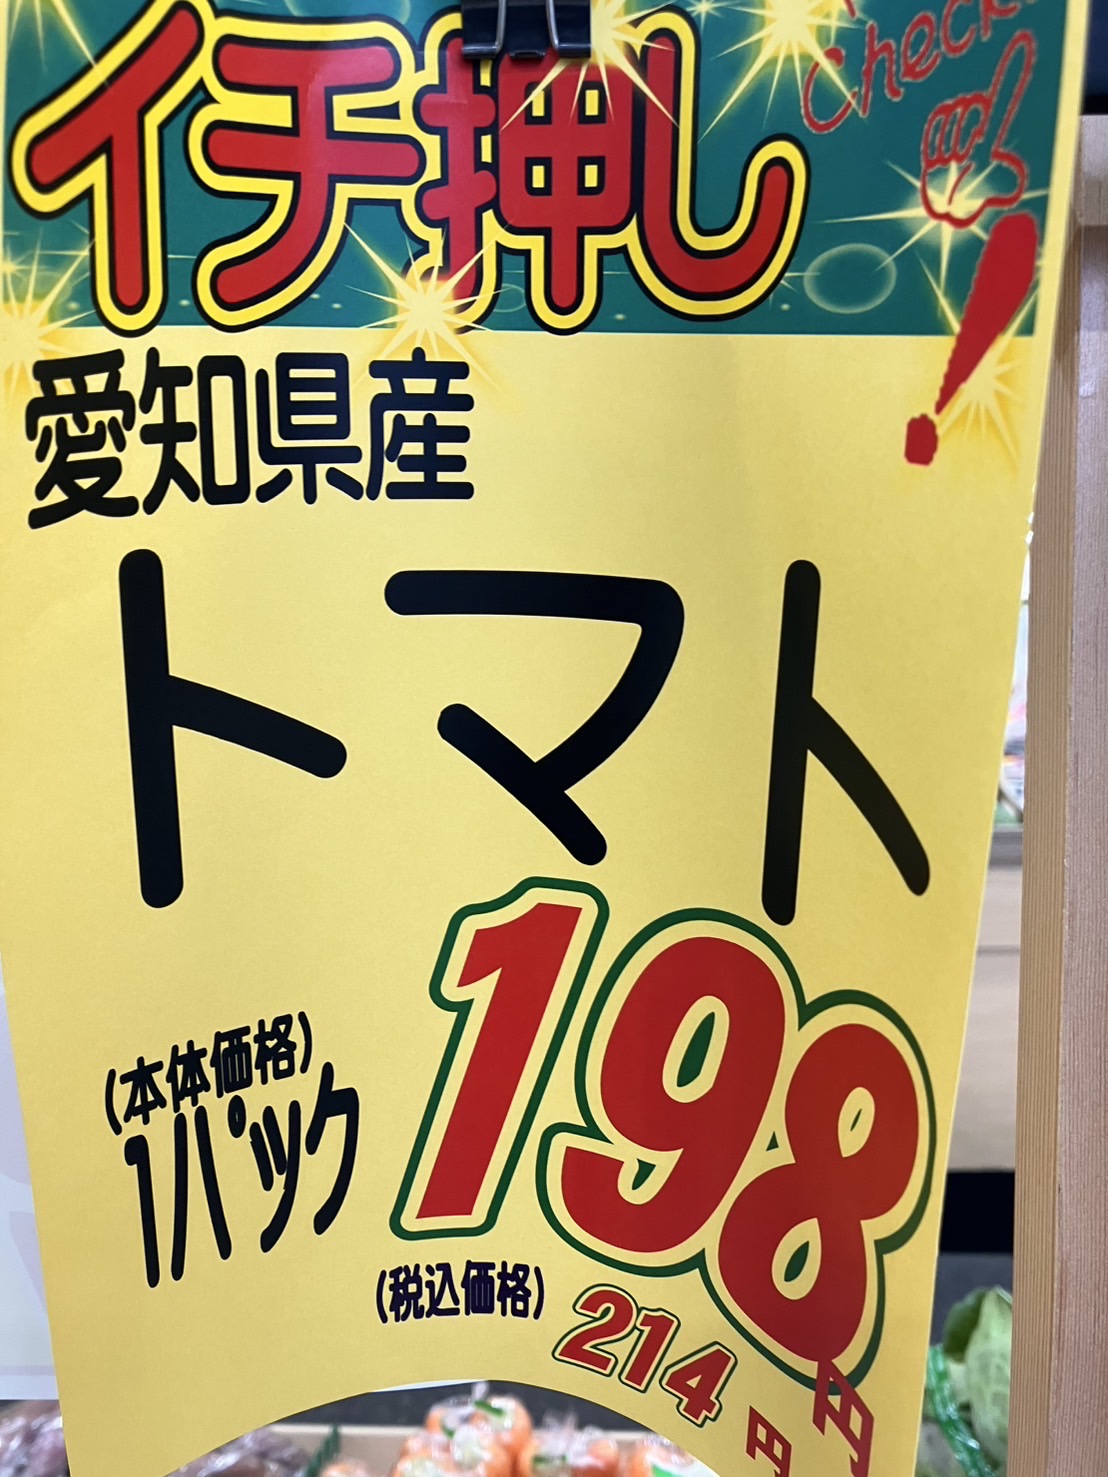 Check!
イチ押し
愛知県産
トマト
(本体価格)
1パック
198円
(税込価格)
214円